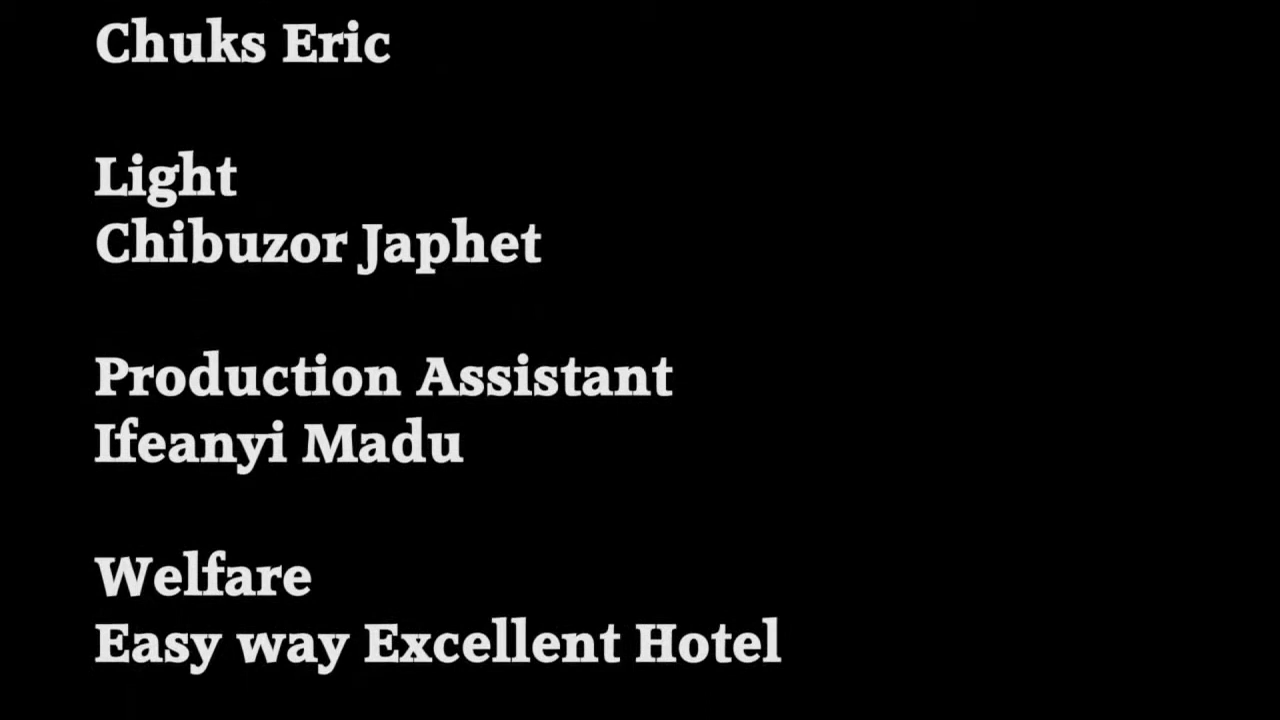 Chuks Eric
Light
Chibuzor Japhet
Production Assistant
Ifeanyi Madu
Welfare
Easy way Excellent Hotel